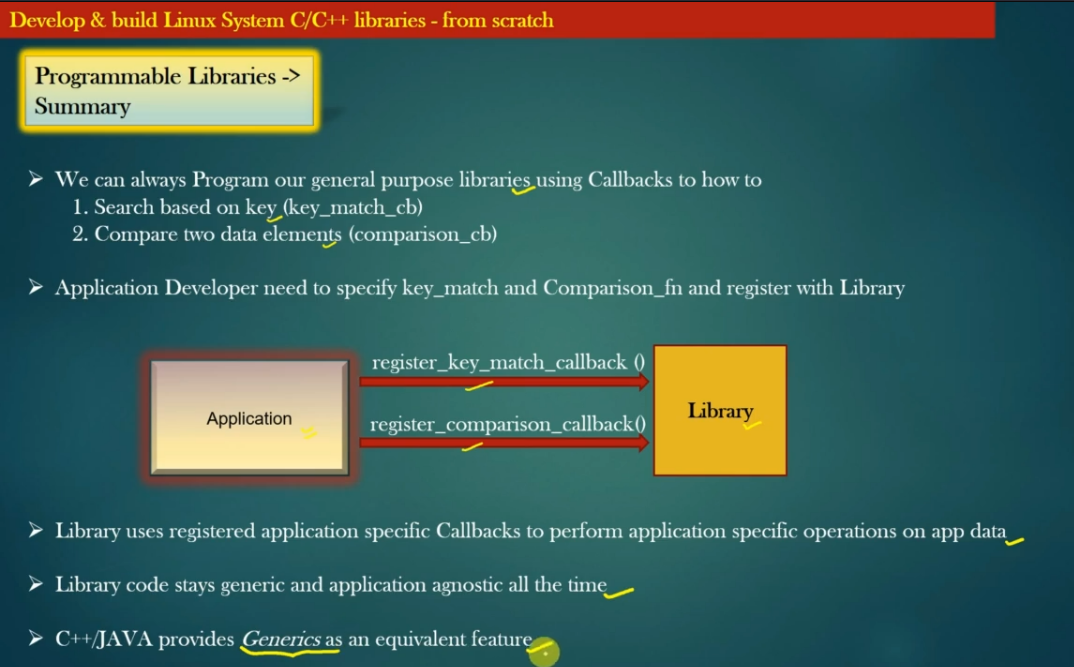 Develop & build Linux System C/C++ libraries - from scratch
Programmable Libraries ->
Summary
➤ We can always Program our general purpose libraries using Callbacks to how to
1. Search based on key (key_match_cb)
2. Compare two data elements (comparison_cb)
➤ Application Developer need to specify key_match and Comparison_fn and register with Library
register_key_match_callback ()
Application
Library
register_comparison_callback()
➤ Library uses registered application specific Callbacks to perform application specific operations on app data
➤ Library code stays generic and application agnostic all the time
➤ C++/JAVA provides Generics as an equivalent feature